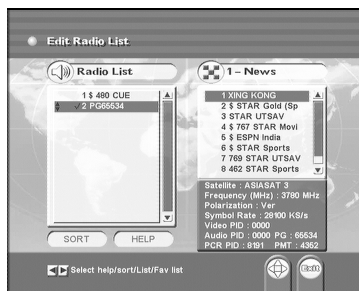 Edit Radio List
Radio List
1 $ 480 CUE
2 PG65534
SORT
HELP
1 - News
1 XING KONG
2 $ STAR Gold (Sp
3 STAR UTSAV
4 $ 767 STAR Movi
5 $ ESPN India
6 $ STAR Sports
7 769 STAR UTSAV
8 462 STAR Sports
Satellite : ASIASAT 3
Frequency (MHz) : 3780 MHz
Polarization : Ver
Symbol Rate : 28100 KS/s
Video PID : 0000
Audio PID : 0000 PG : 65534
PCR PID : 8191 PMT : 4352
Select help/sort/List/Fav list
Exit